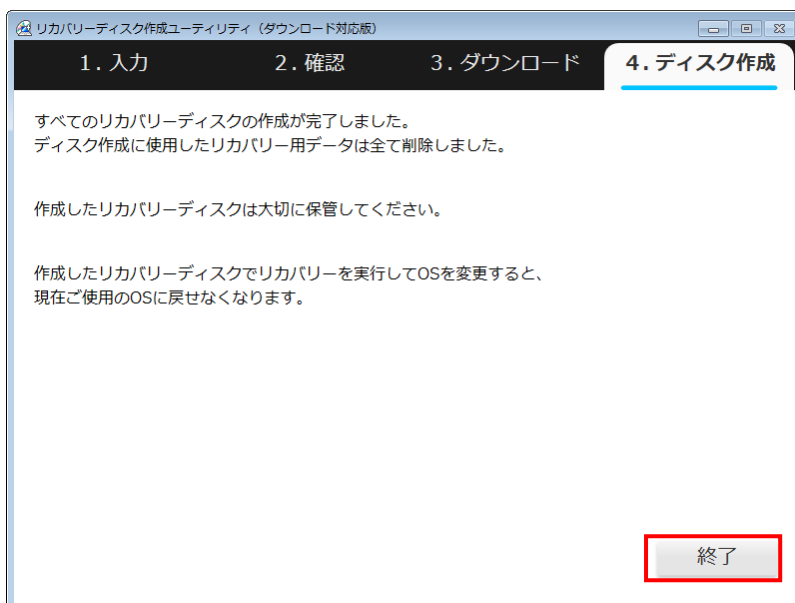 リカバリーディスク作成ユーティリティ（ダウンロード対応版）
1．入力 2．確認 3．ダウンロード 4．ディスク作成
すべてのリカバリーディスクの作成が完了しました。
ディスク作成に使用したリカバリー用データは全て削除しました。
作成したリカバリーディスクは大切に保管してください。
作成したリカバリーディスクでリカバリーを実行してOSを変更すると、
現在ご使用のOSに戻せなくなります。
終了